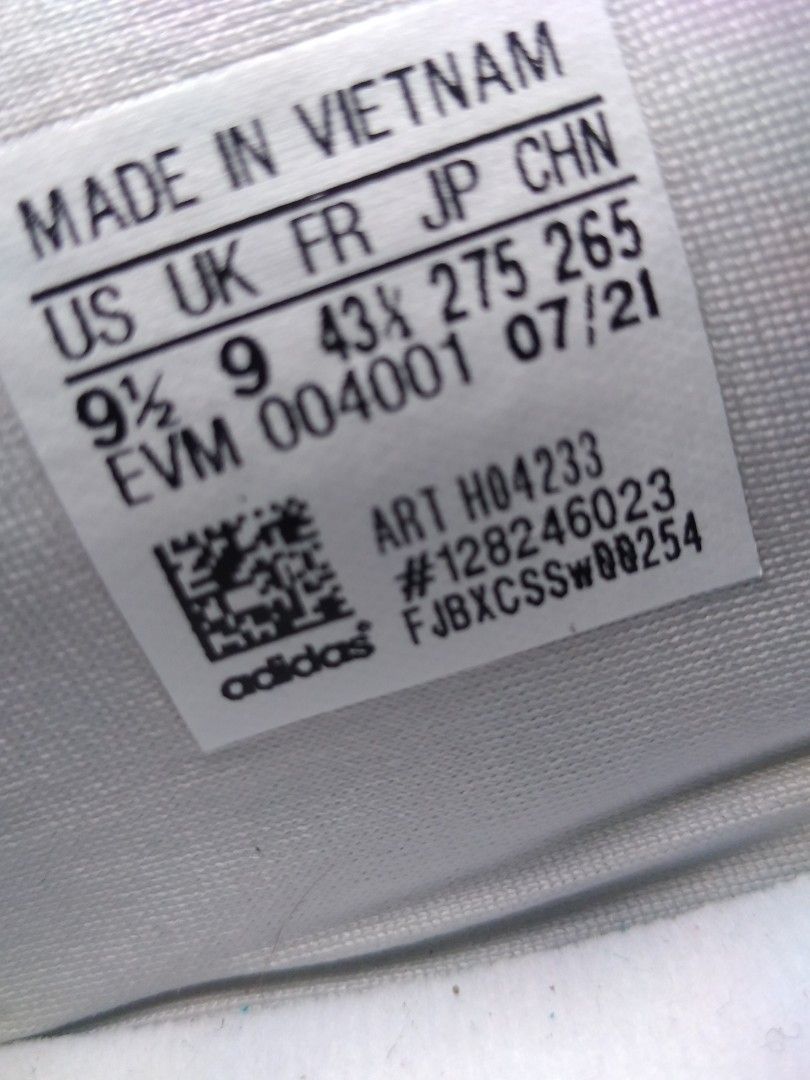 MADE IN VIETNAM
US UK FR JP CHN
9½ 9 43⅓ 275 265
EVM 004001 07/21
ART H04233
#128246023
FJBXCSSW00254
adidas®